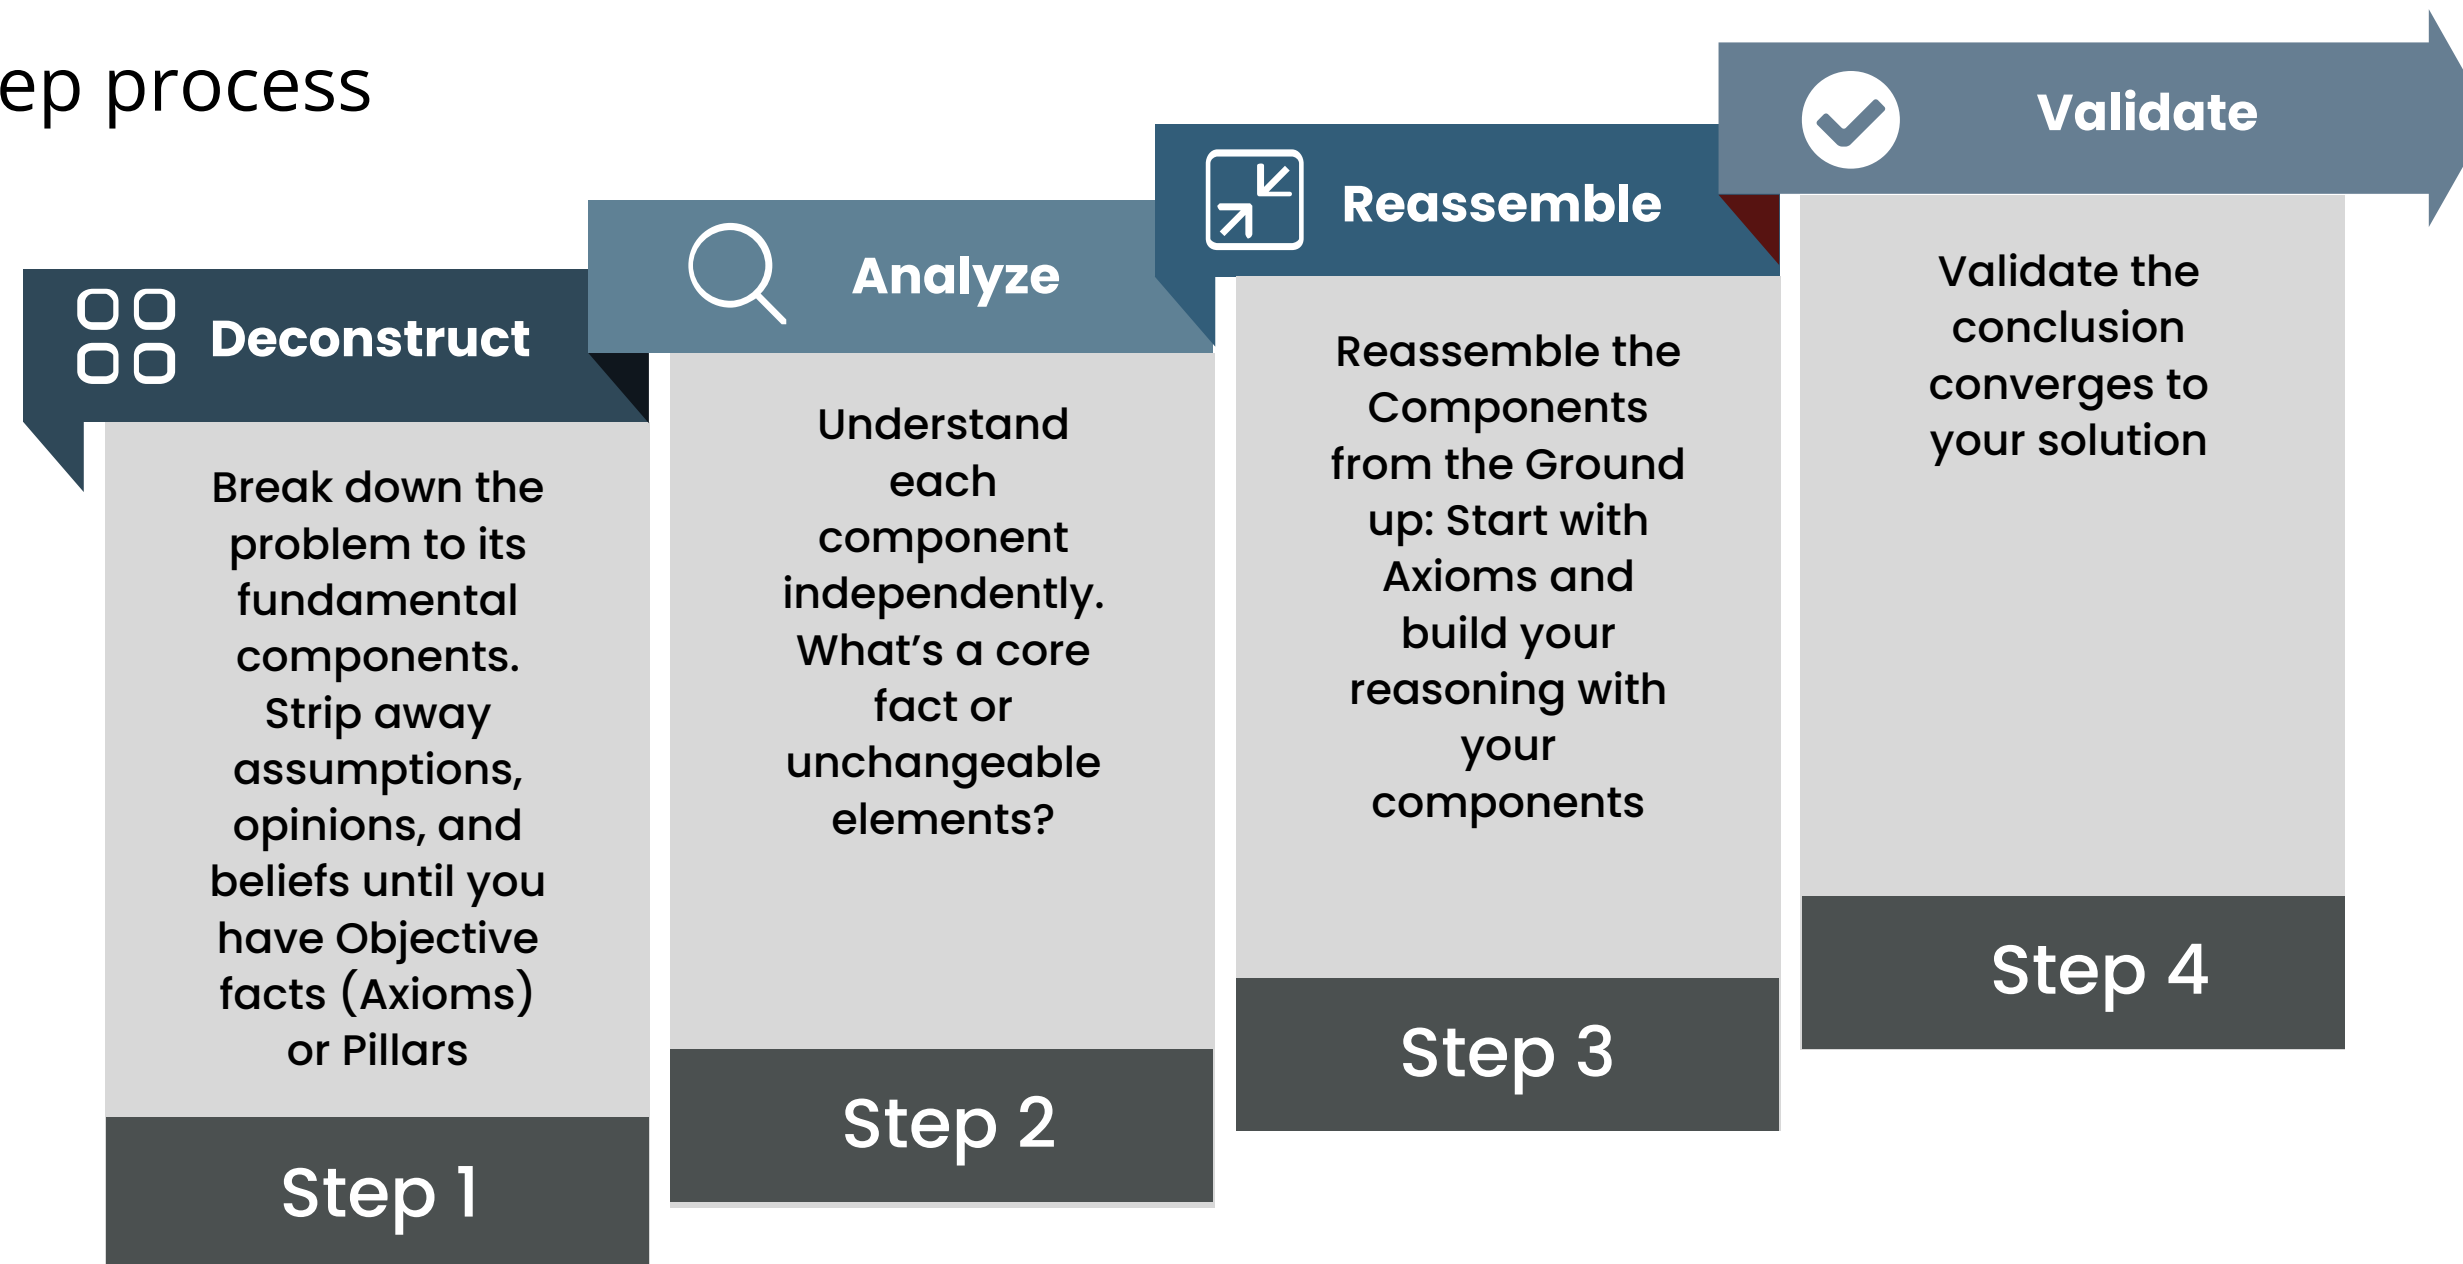 ep process
Deconstruct
Break down the
problem to its
fundamental
components.
Strip away
assumptions,
opinions, and
beliefs until you
have Objective
facts (Axioms)
or Pillars
Step 1
Analyze
Understand
each
component
independently.
What's a core
fact or
unchangeable
elements?
Step 2
Reassemble
Reassemble the
Components
from the Ground
up: Start with
Axioms and
build your
reasoning with
your
components
Step 3
Validate
Validate the
conclusion
converges to
your solution
Step 4